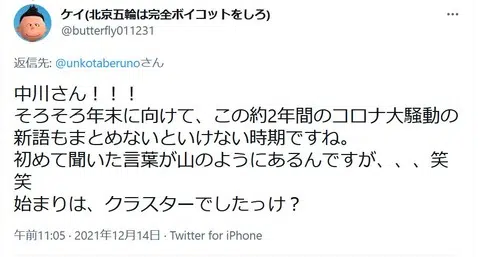 ケイ(北京五輪は完全ボイコットをしろ)
@butterfly011231
返信先: @unkotaberunoさん
中川さん！！！
そろそろ年末に向けて、この約2年間のコロナ大騒動の
新語もまとめないといけない時期ですね。
初めて聞いた言葉が山のようにあるんですが、、、笑
笑
始まりは、クラスターでしたっけ？
午前11:05 · 2021年12月14日 · Twitter for iPhone